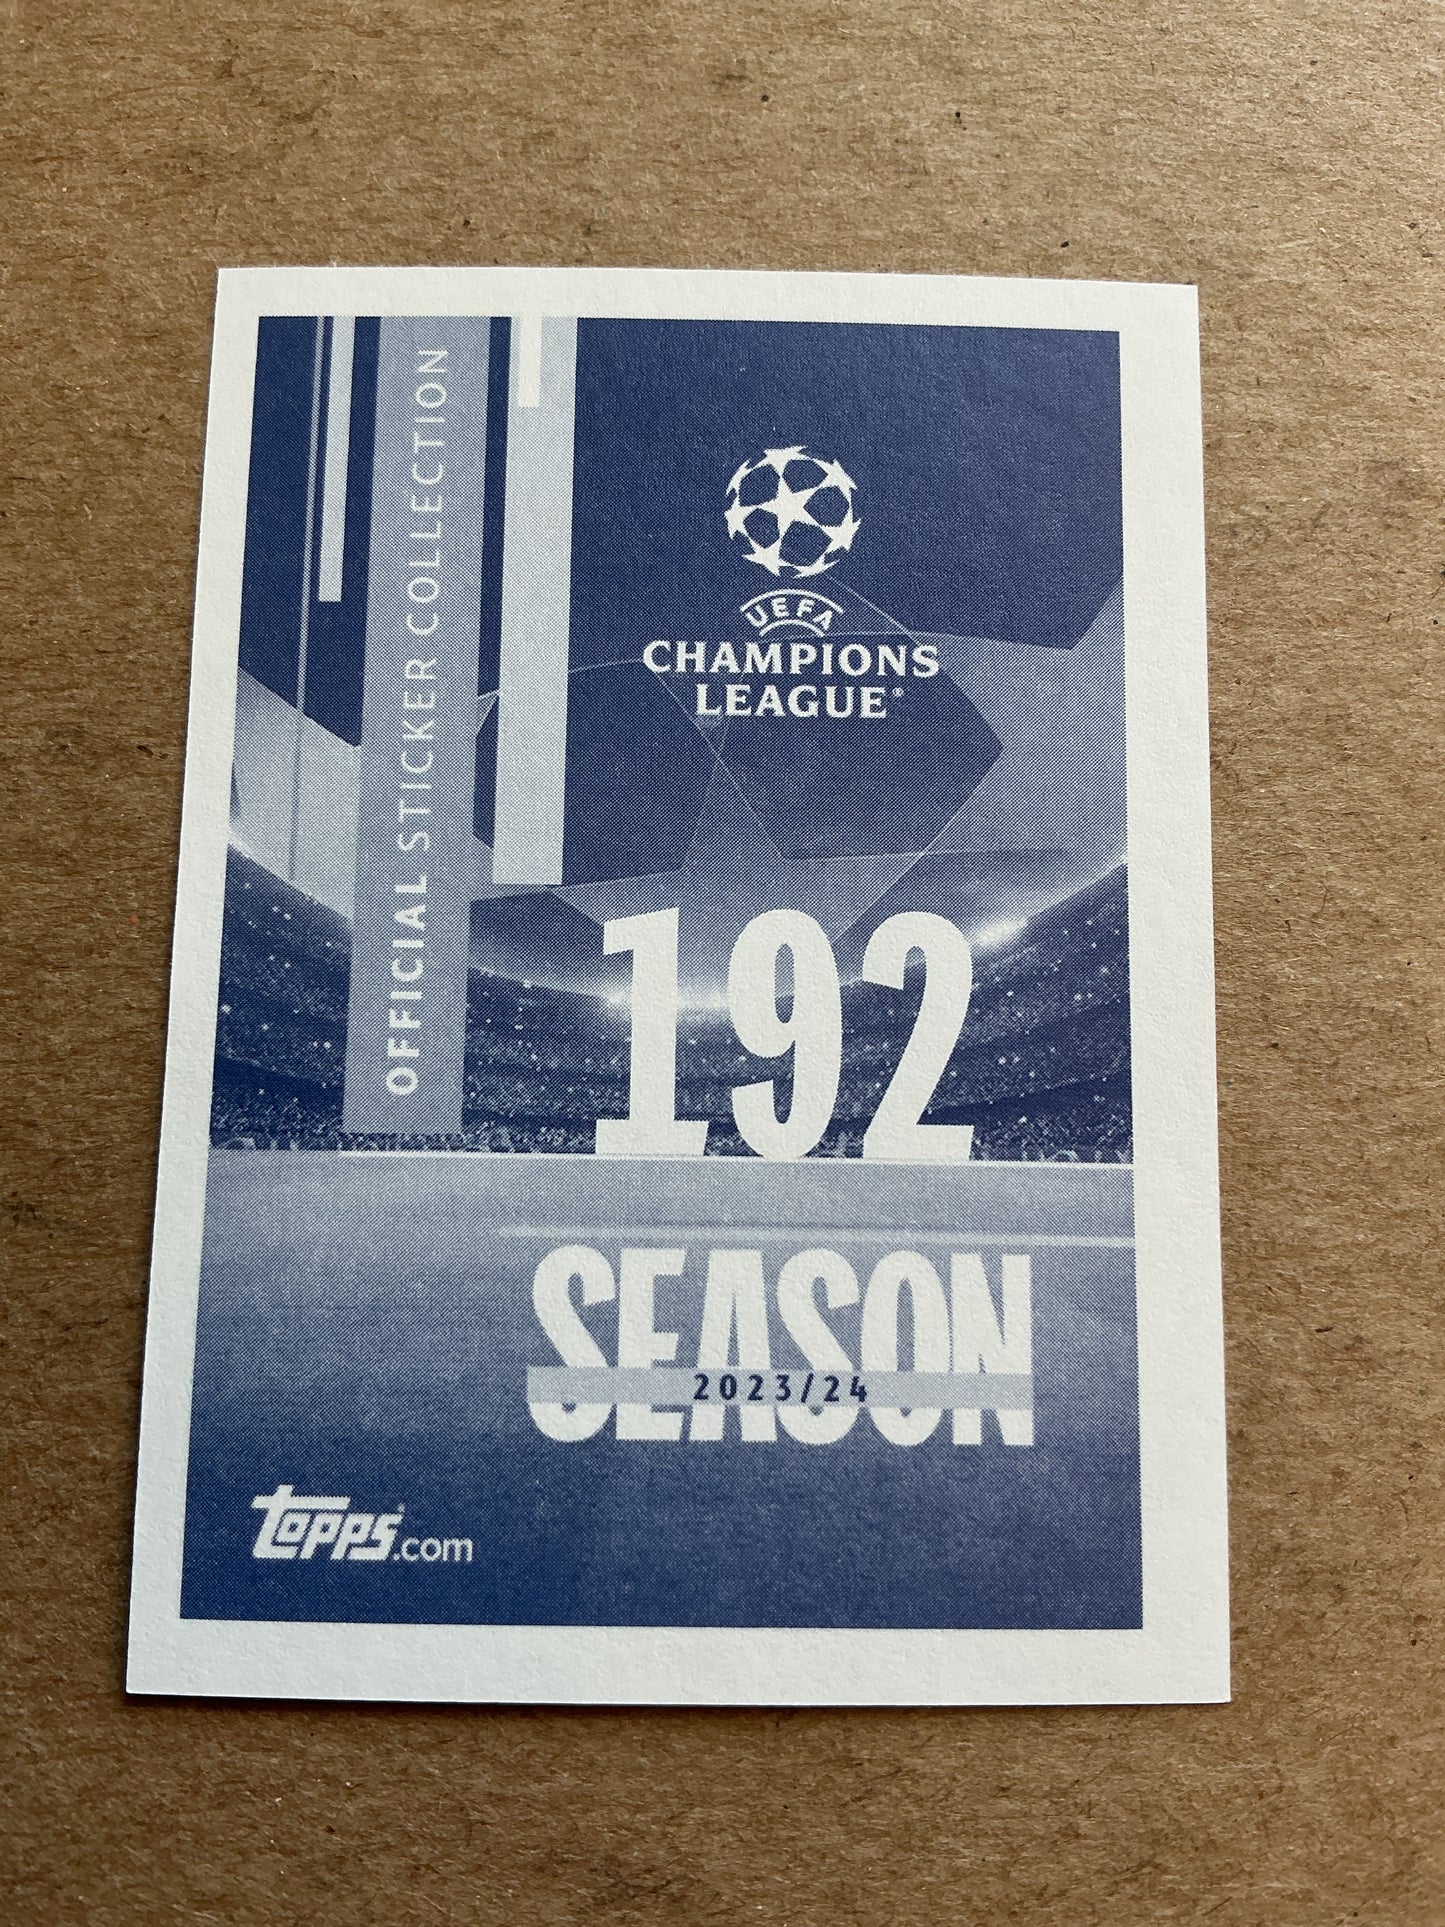 OFFICIAL STICKER COLLECTION
UEFA
CHAMPIONS
LEAGUE®
192
SEASON
2023/24
topps.com